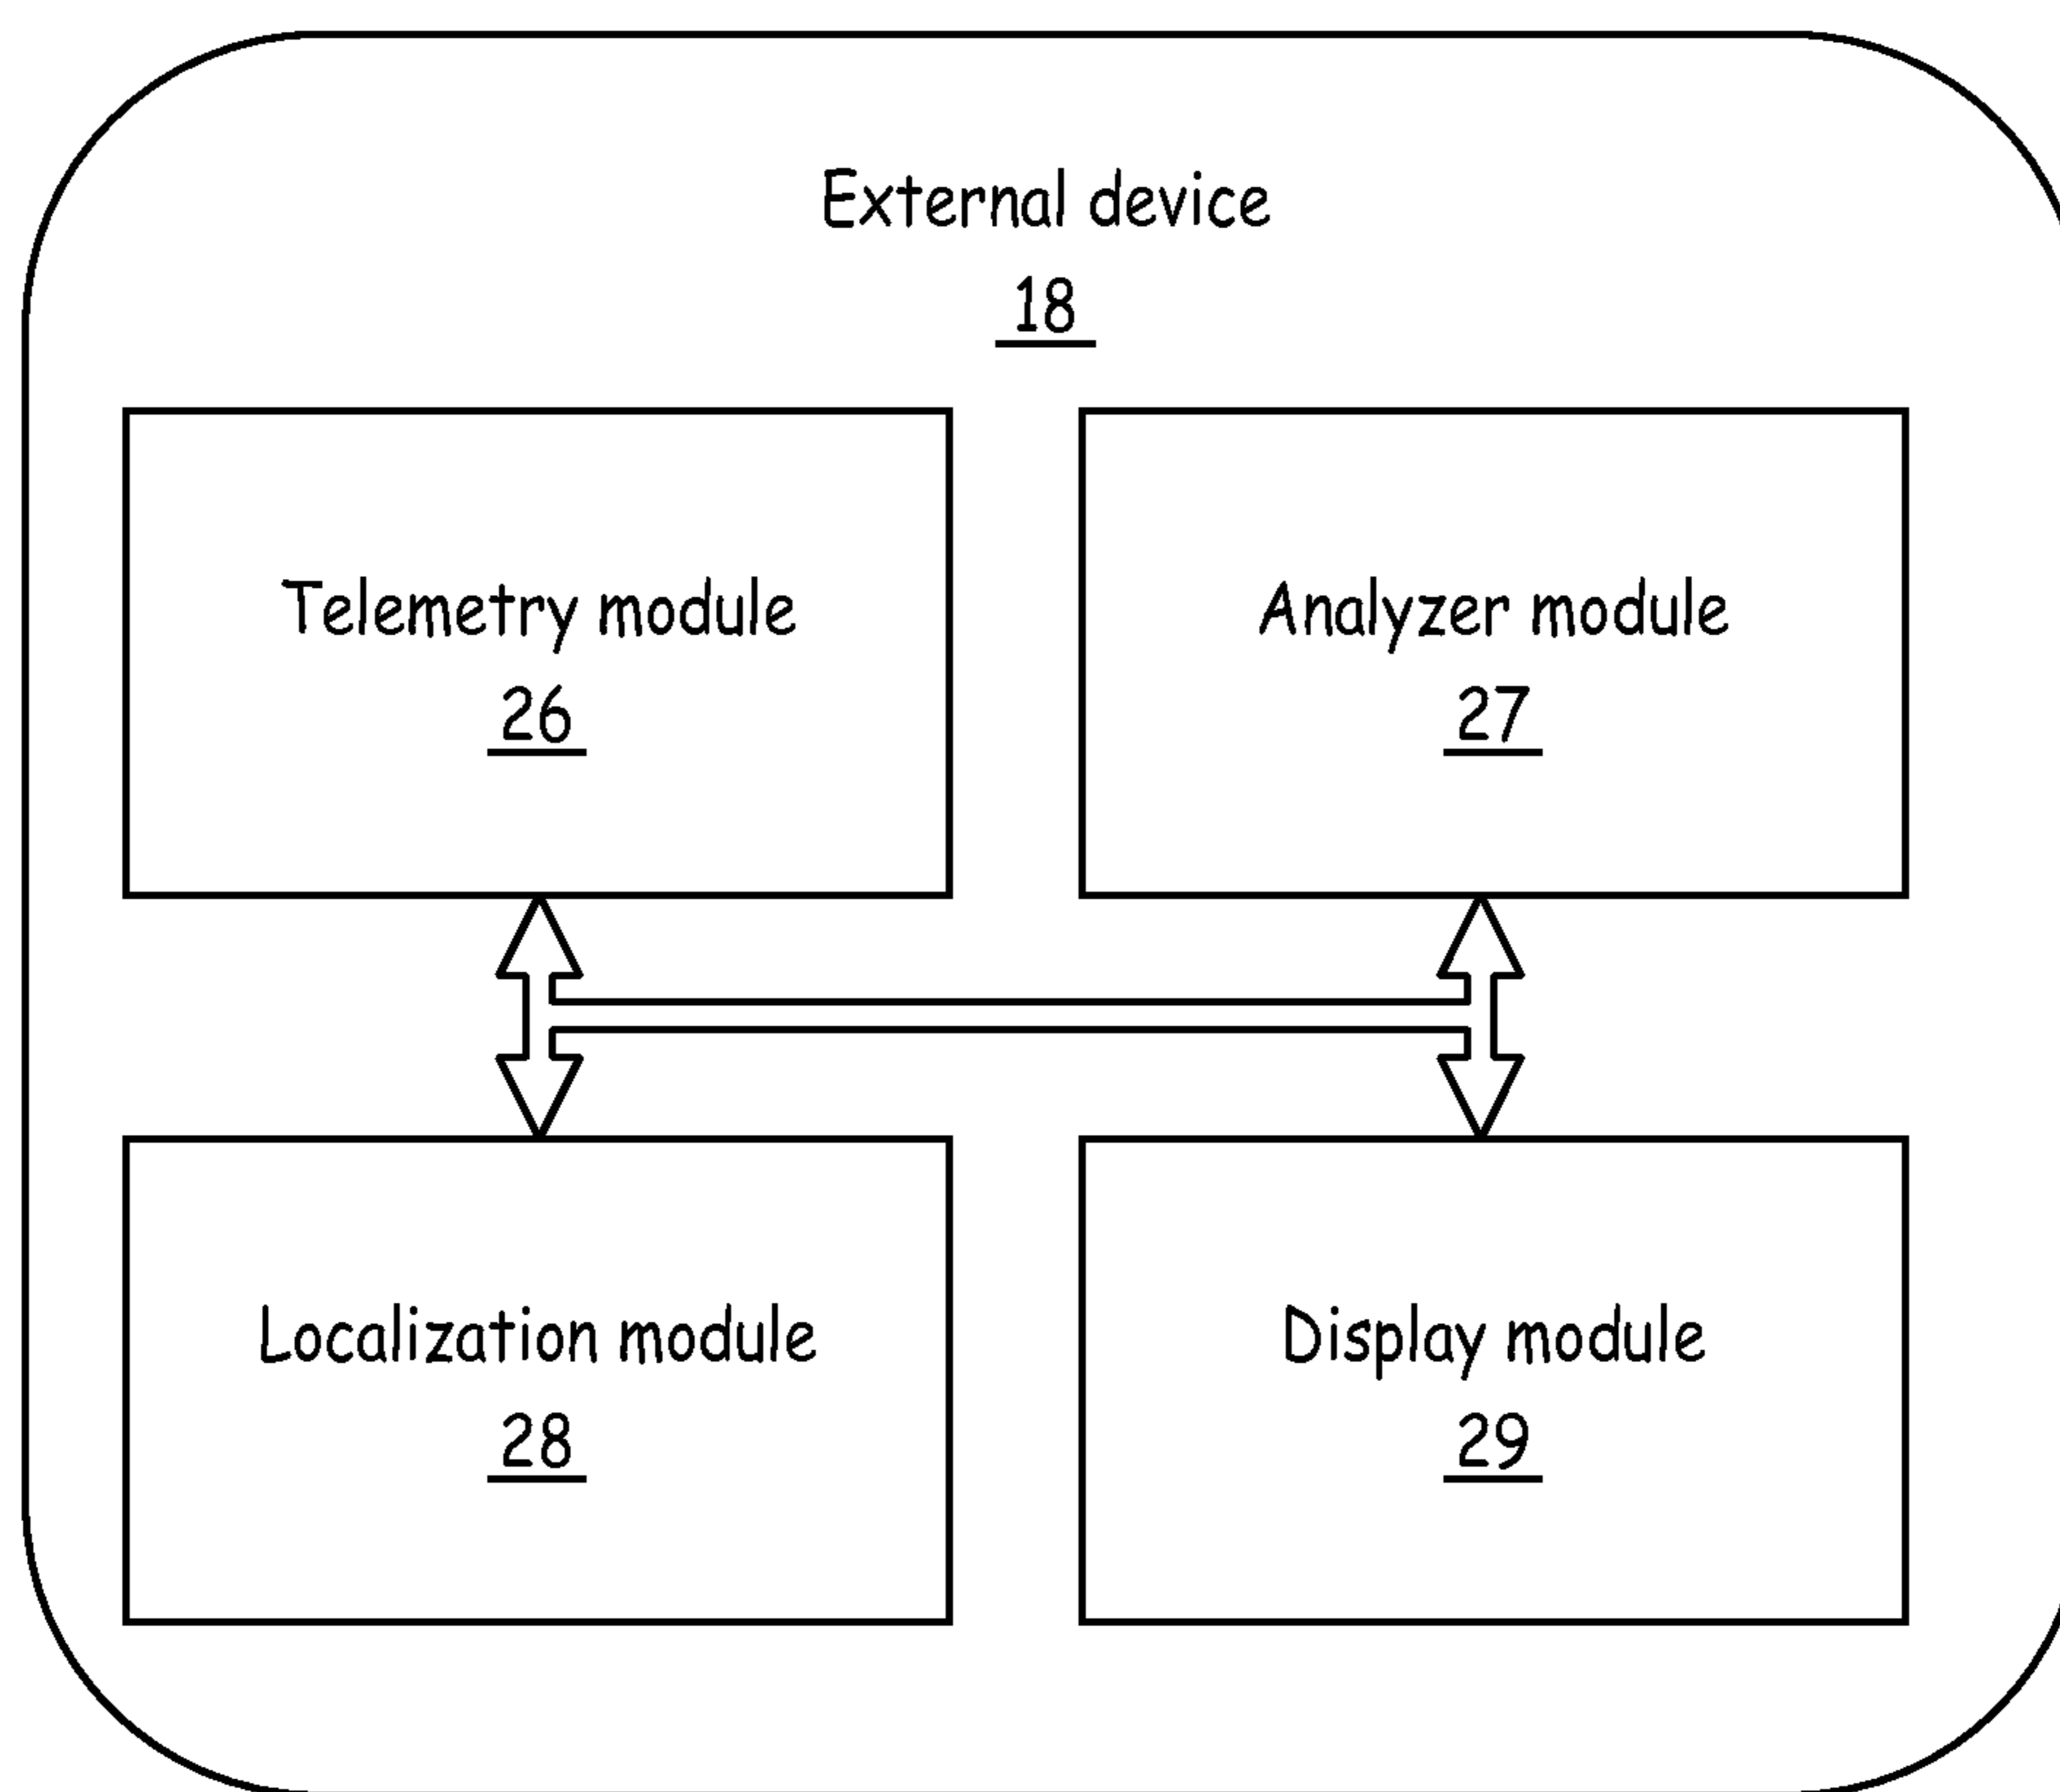 External device
18
Telemetry module
26
Analyzer module
27
Localization module
28
Display module
29